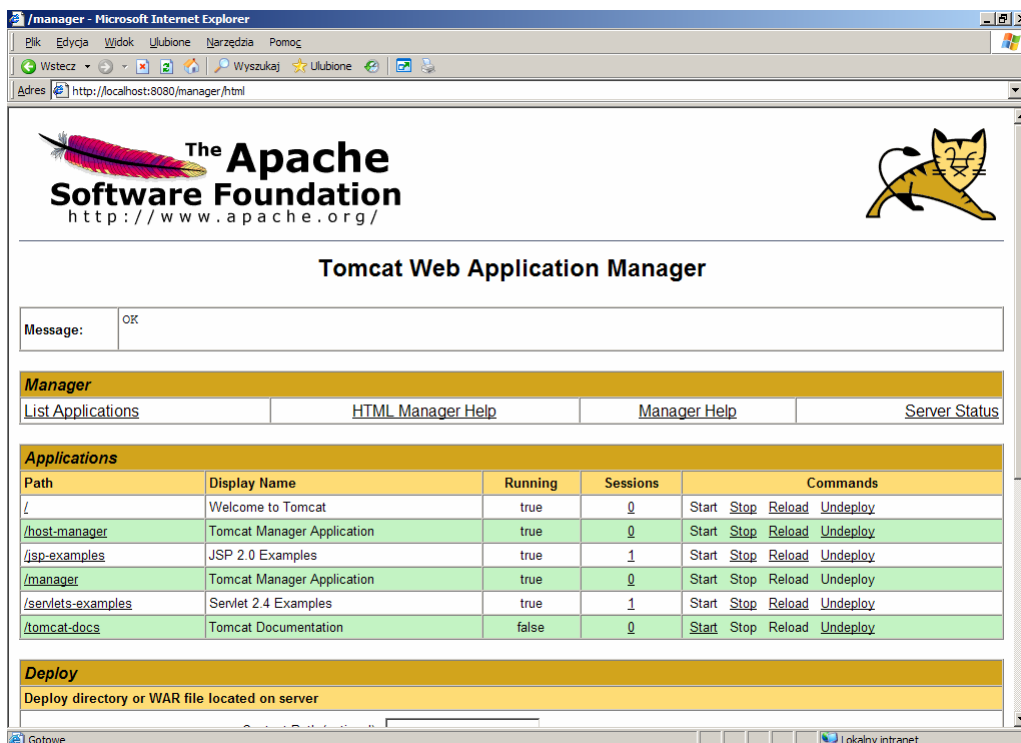 /manager - Microsoft Internet Explorer
Plik Edycja Widok Ulubione Narzędzia Pomoc
Wstecz Wyszukaj Ulubione
Adres http://localhost:8080/manager/html
The Apache
Software Foundation
http://www.apache.org/
Tomcat Web Application Manager
Message: OK
Manager
List Applications HTML Manager Help Manager Help Server Status
Applications
Path Display Name Running Sessions Commands
/ Welcome to Tomcat true 0 Start Stop Reload Undeploy
/host-manager Tomcat Manager Application true 0 Start Stop Reload Undeploy
/jsp-examples JSP 2.0 Examples true 1 Start Stop Reload Undeploy
/manager Tomcat Manager Application true 0 Start Stop Reload Undeploy
/servlets-examples Servlet 2.4 Examples true 1 Start Stop Reload Undeploy
/tomcat-docs Tomcat Documentation false 0 Start Stop Reload Undeploy
Deploy
Deploy directory or WAR file located on server
Gotowe Lokalny intranet